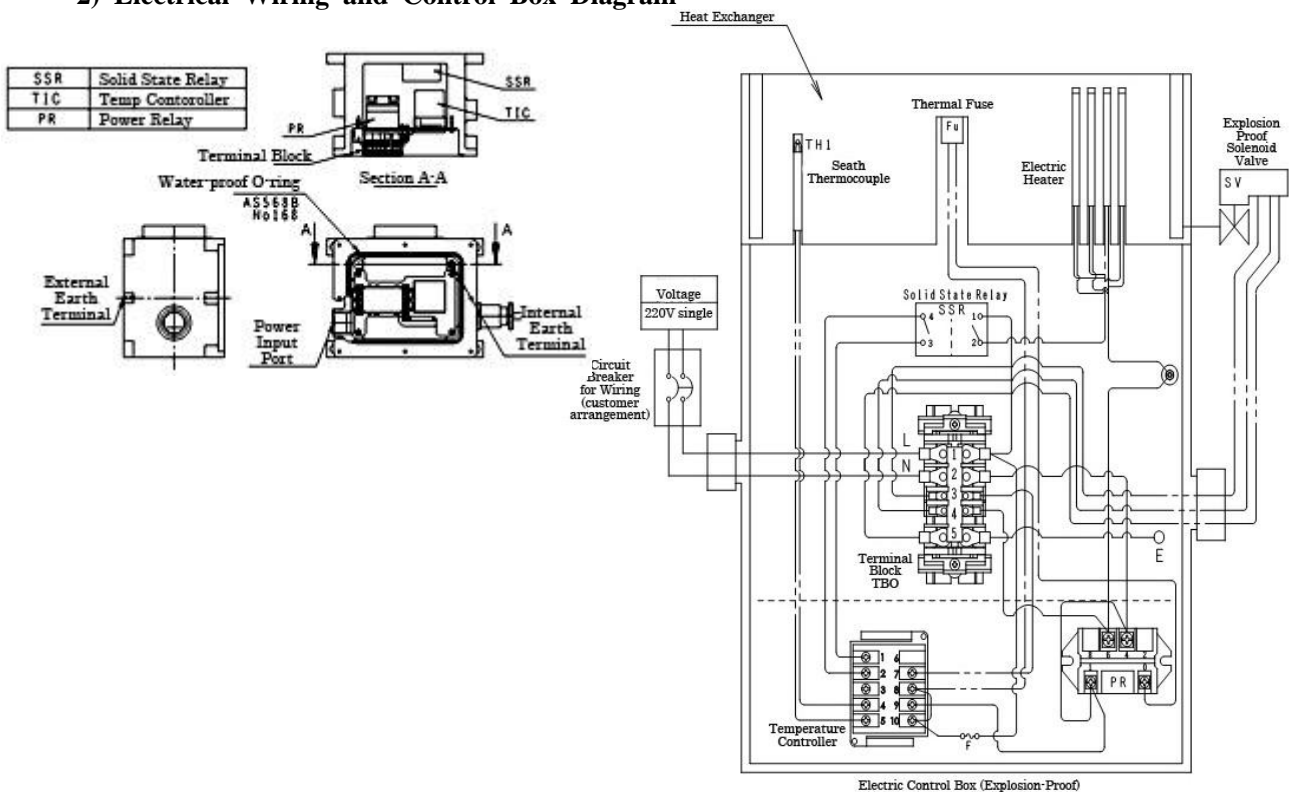 2) Electrical Wiring and Control Box Diagram
SSR Solid State Relay
TIC Temp Contoroller
PR Power Relay
SSR
TIC
PR
Terminal Block
Section A-A
Water-proof O-ring
AS568B
No168
A
A
External
Earth
Terminal
Power
Input
Port
Internal
Earth
Terminal
Heat Exchanger
Thermal Fuse
Fu
TH1
Seath
Thermocouple
Electric
Heater
Explosion
Proof
Solenoid
Valve
SV
Voltage
220V single
Circuit
Breaker
for Wiring
(customer
arrangement)
Solid State Relay
SSR
4
1
3
2
L
N
1
2
3
4
5
E
Terminal
Block
TBO
1 6
2 7
3 8
4 9
5 10
F
Temperature
Controller
PR
Electric Control Box (Explosion-Proof)